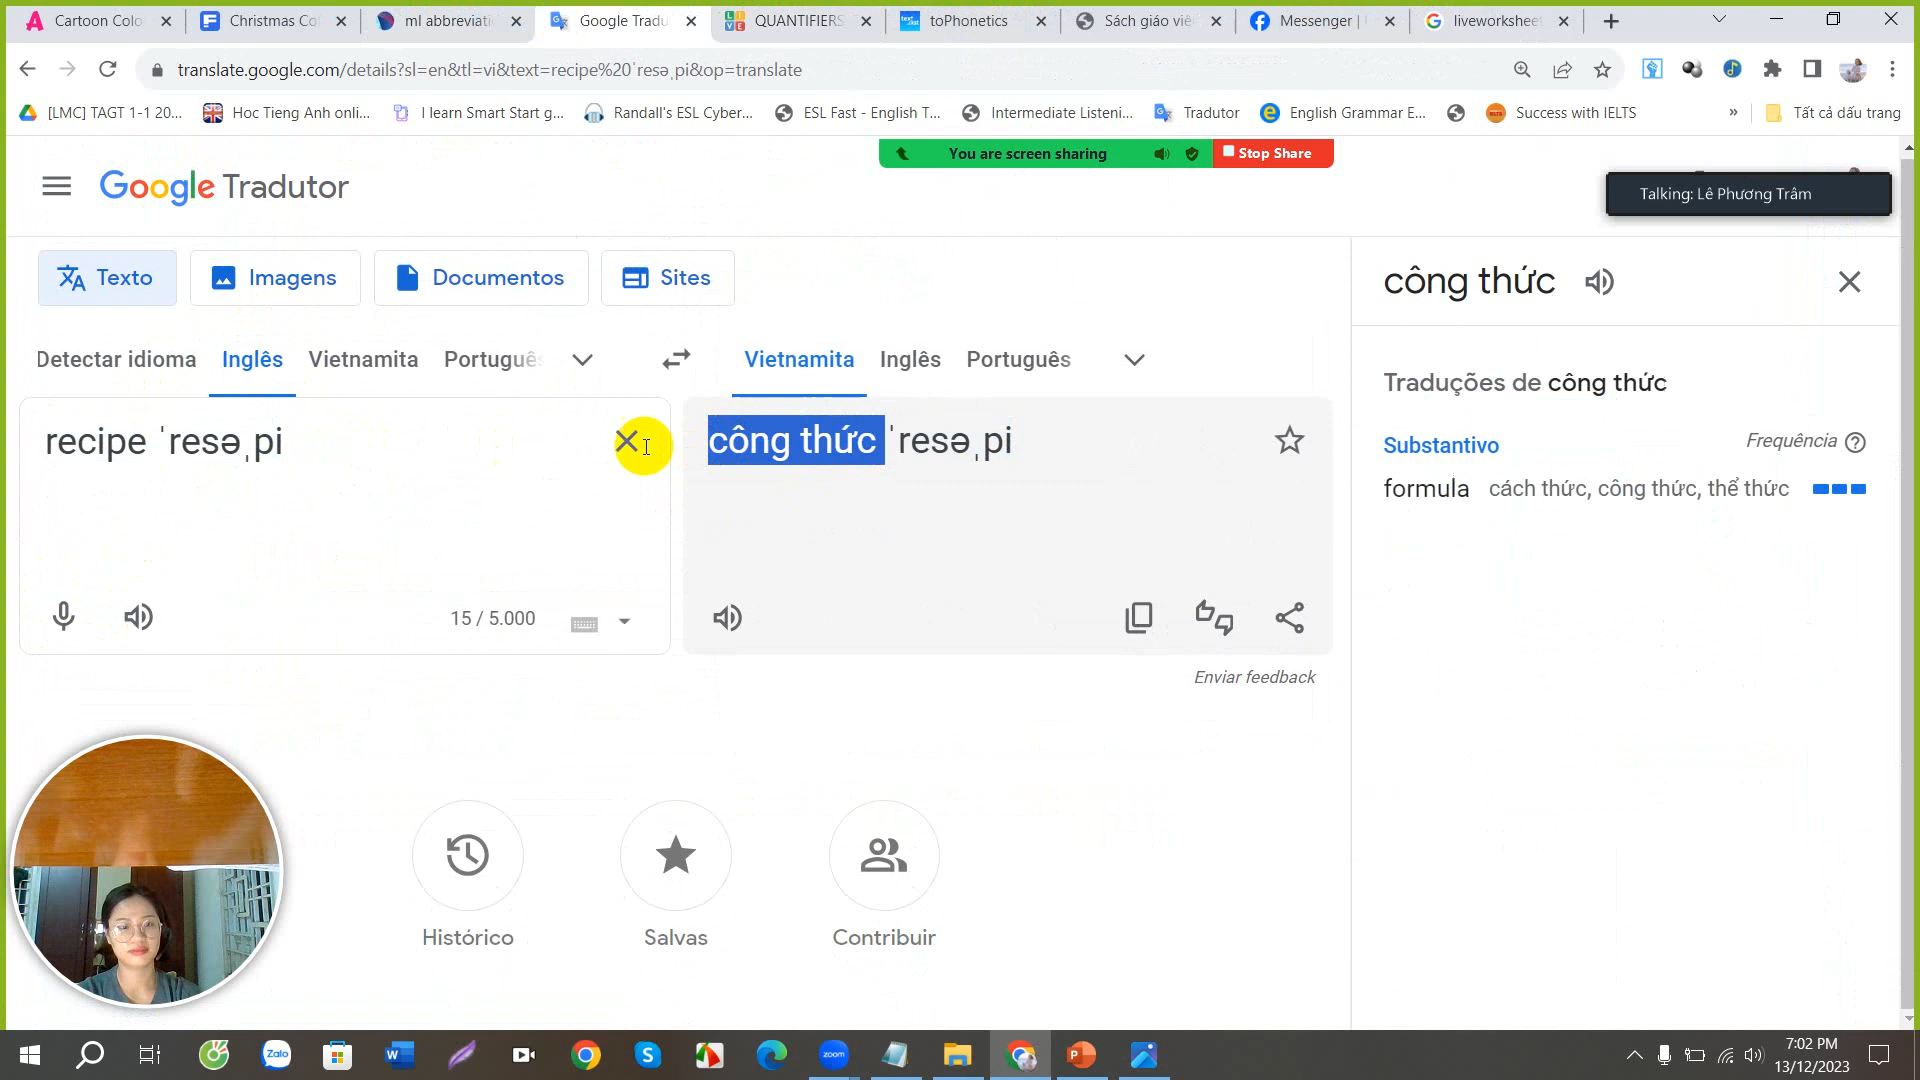 Cartoon Colo
Christmas Co
ml abbreviati
Google Tradu
QUANTIFIERS
toPhonetics
Sách giáo viê
Messenger |
liveworksheet
translate.google.com/details?sl=en&tl=vi&text=recipe%20ˈresəˌpi&op=translate
[LMC] TAGT 1-1 20...
Hoc Tieng Anh onli...
I learn Smart Start g...
Randall's ESL Cyber...
ESL Fast - English T...
Intermediate Listeni...
Tradutor
English Grammar E...
Success with IELTS
»
Tất cả dấu trang
You are screen sharing
Stop Share
Google Tradutor
Talking: Lê Phương Trâm
Texto
Imagens
Documentos
Sites
công thức
Detectar idioma
Inglês
Vietnamita
Português
Vietnamita
Inglês
Português
Traduções de công thức
recipe ˈresəˌpi
công thức ˈresəˌpi
Substantivo
Frequência
formula
cách thức, công thức, thể thức
15 / 5.000
Enviar feedback
Histórico
Salvas
Contribuir
Zalo
zoom
7:02 PM
13/12/2023